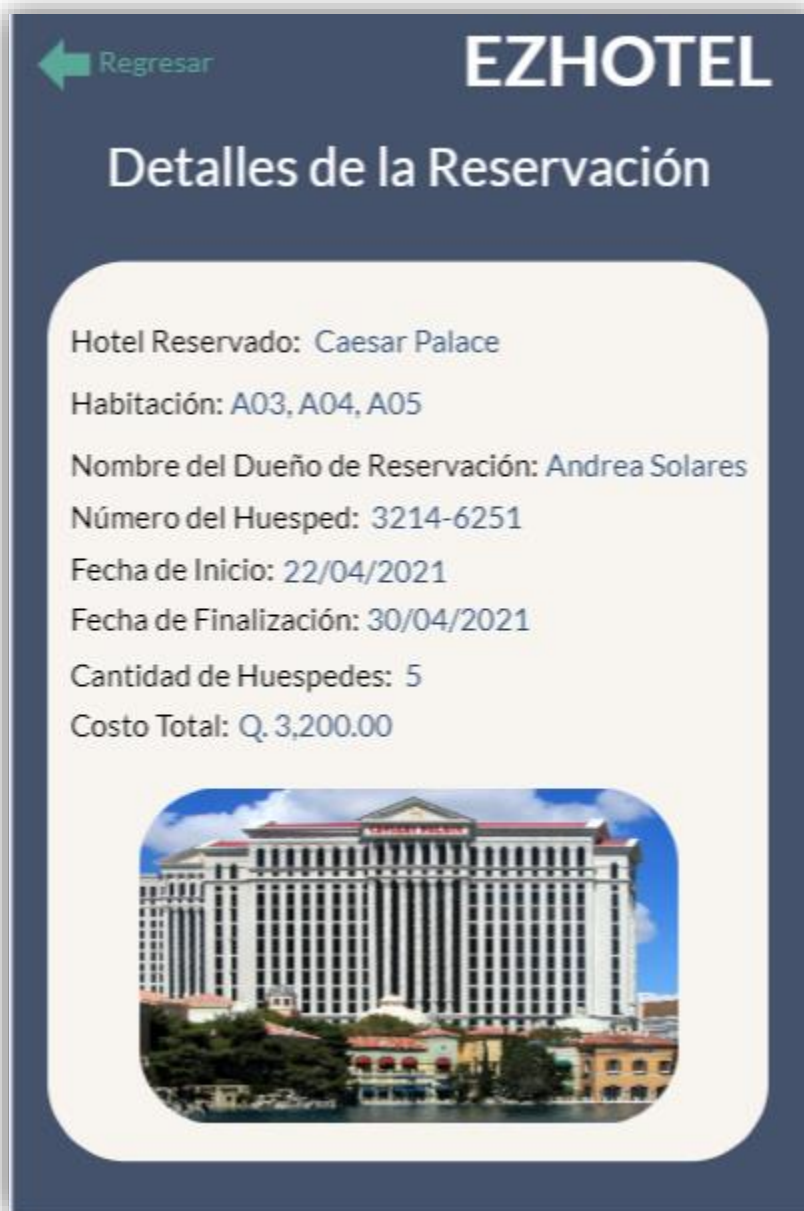 Regresar
EZHOTEL
Detalles de la Reservación
Hotel Reservado: Caesar Palace
Habitación: A03, A04, A05
Nombre del Dueño de Reservación: Andrea Solares
Número del Huesped: 3214-6251
Fecha de Inicio: 22/04/2021
Fecha de Finalización: 30/04/2021
Cantidad de Huespedes: 5
Costo Total: Q. 3,200.00
CAESARS PALACE